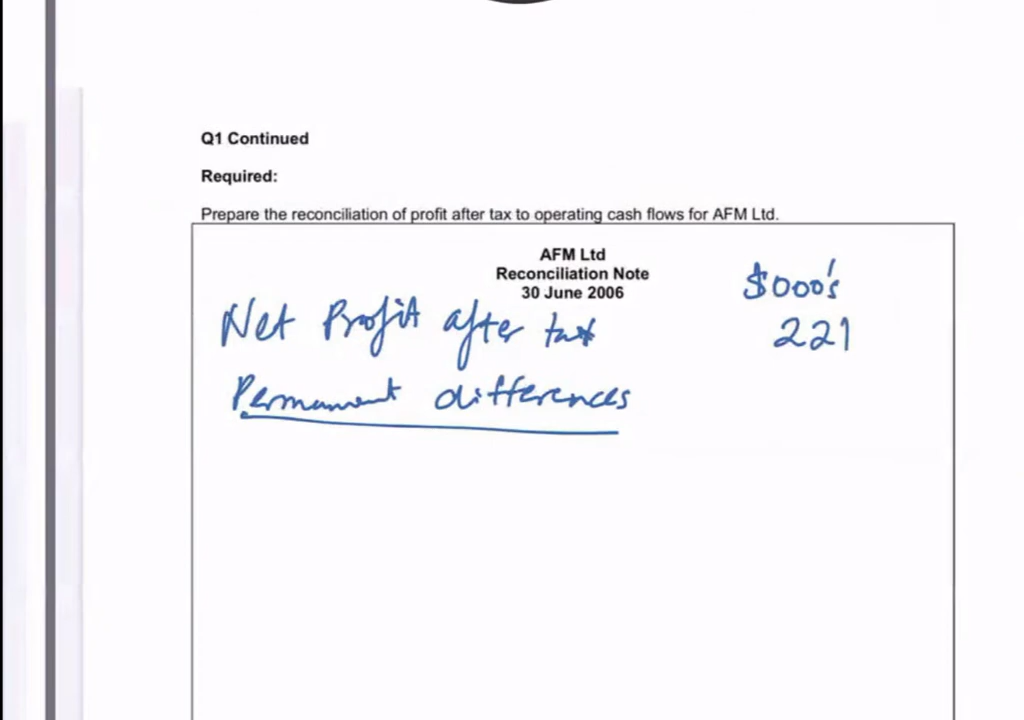 Q1 Continued
Required:
Prepare the reconciliation of profit after tax to operating cash flows for AFM Ltd.
AFM Ltd
Reconciliation Note
30 June 2006
$000's
Net Profit after tax 221
Permanent differences